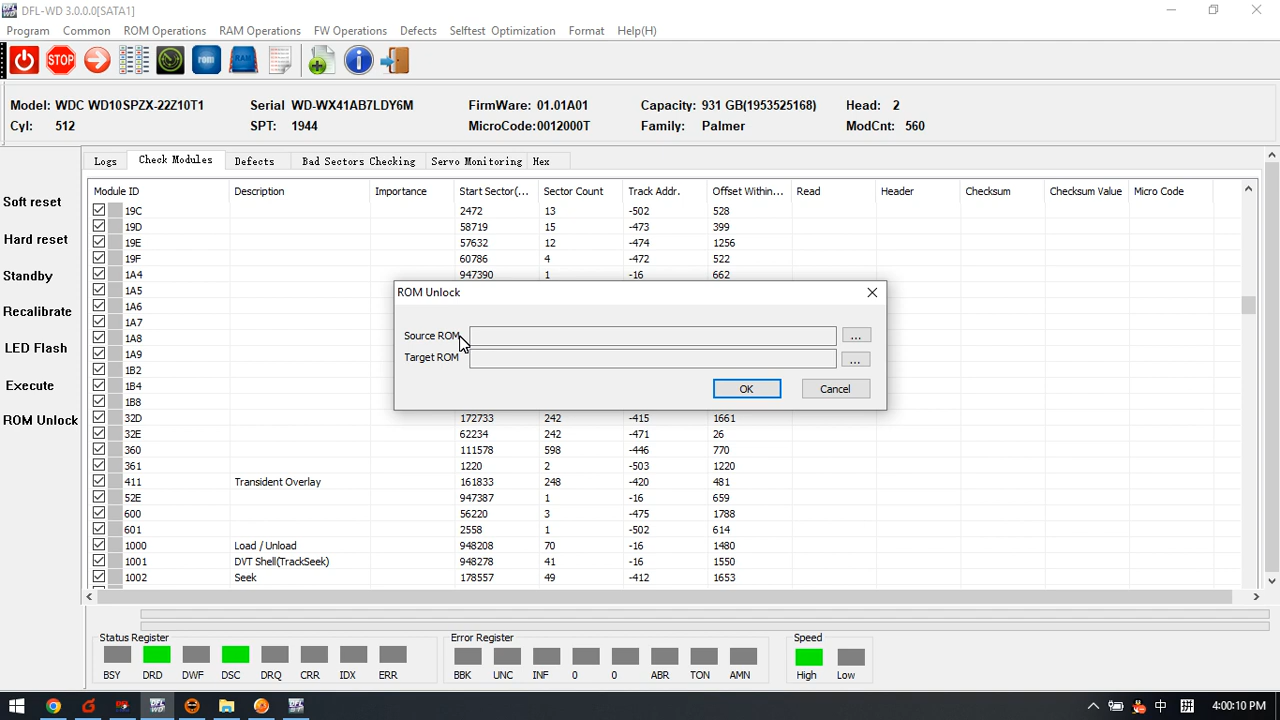 DFL-WD 3.0.0.0[SATA1]
Program Common ROM Operations RAM Operations FW Operations Defects Selftest Optimization Format Help(H)
STOP rom RAM
Model: WDC WD10SPZX-22Z10T1 Serial WD-WX41AB7LDY6M FirmWare: 01.01A01 Capacity: 931 GB(1953525168) Head: 2
Cyl: 512 SPT: 1944 MicroCode:0012000T Family: Palmer ModCnt: 560
Logs Check Modules Defects Bad Sectors Checking Servo Monitoring Hex
Module ID Description Importance Start Sector(... Sector Count Track Addr. Offset Within... Read Header Checksum Checksum Value Micro Code
Soft reset
Hard reset
Standby
Recalibrate
LED Flash
Execute
ROM Unlock
19C 2472 13 -502 528
19D 58719 15 -473 399
19E 57632 12 -474 1256
19F 60786 4 -472 522
1A4 947390 1 -16 662
1A5
1A6
1A7
1A8
1A9
1B2
1B4
1B8
32D 172733 242 -415 1661
32E 62234 242 -471 26
360 111578 598 -446 770
361 1220 2 -503 1220
411 Transident Overlay 161833 248 -420 481
52E 947387 1 -16 659
600 56220 3 -475 1788
601 2558 1 -502 614
1000 Load / Unload 948208 70 -16 1480
1001 DVT Shell(TrackSeek) 948278 41 -16 1550
1002 Seek 178557 49 -412 1653
ROM Unlock
Source ROM ...
Target ROM ...
OK Cancel
Status Register Error Register Speed
BSY DRD DWF DSC DRQ CRR IDX ERR BBK UNC INF 0 0 ABR TON AMN High Low
中 拼 4:00:10 PM